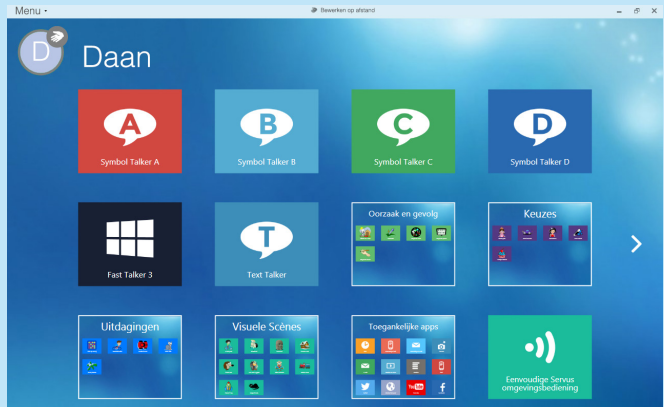 Menu
Bewerken op afstand
D
Daan
A
Symbol Talker A
B
Symbol Talker B
C
Symbol Talker C
D
Symbol Talker D
Fast Talker 3
T
Text Talker
Oorzaak en gevolg
Keuzes
Uitdagingen
Visuele Scènes
Toegankelijke apps
YouTube
Eenvoudige Servus
omgevingsbediening